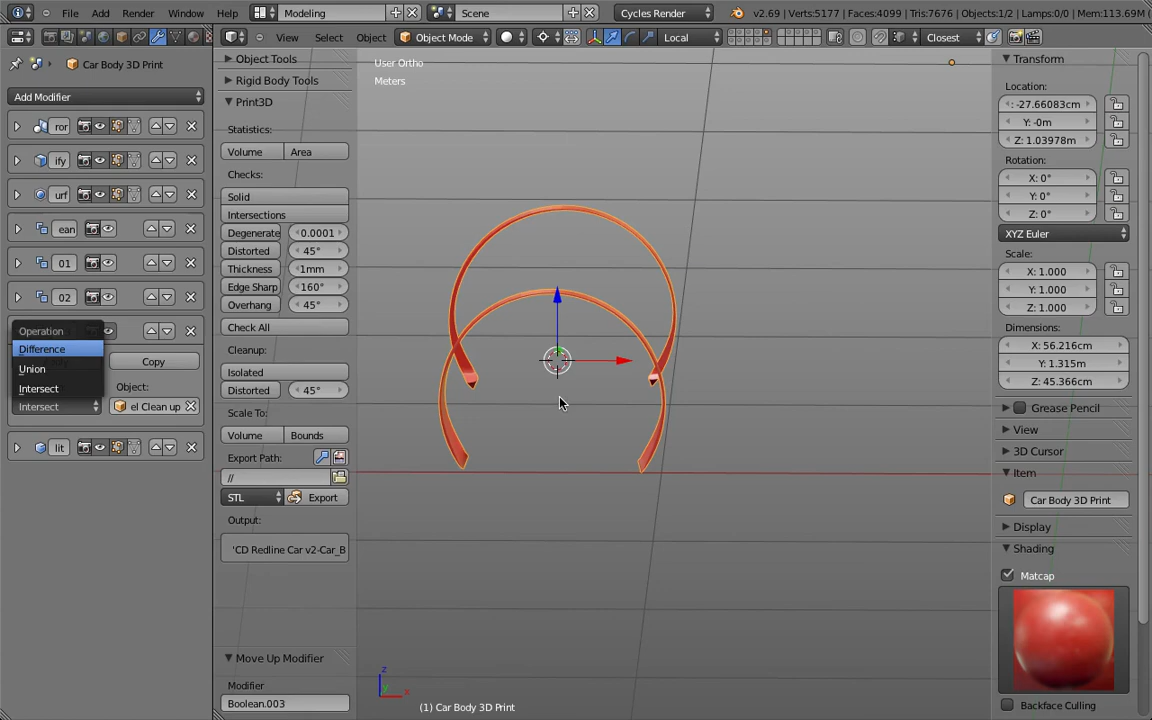 File
Add
Render
Window
Help
Modeling
Scene
Cycles Render
v2.69 | Verts:5177 | Faces:4099 | Tris:7676 | Objects:1/2 | Lamps:0/0 | Mem:113.69M
View
Select
Object
Object Mode
Local
Closest
Car Body 3D Print
Add Modifier
ror
ify
urf
ean
01
02
Operation
Difference
Union
Intersect
Copy
Object:
Intersect
el Clean up
lit
Object Tools
Rigid Body Tools
Print3D
Statistics:
Volume
Area
Checks:
Solid
Intersections
Degenerate
0.0001
Distorted
45°
Thickness
1mm
Edge Sharp
160°
Overhang
45°
Check All
Cleanup:
Isolated
Distorted
45°
Scale To:
Volume
Bounds
Export Path:
//
STL
Export
Output:
'CD Redline Car v2-Car_B
Move Up Modifier
Modifier
Boolean.003
User Ortho
Meters
z
y
x
(1) Car Body 3D Print
Transform
Location:
: -27.66083cm
Y: -0m
Z: 1.03978m
Rotation:
X: 0°
Y: 0°
Z: 0°
XYZ Euler
Scale:
X: 1.000
Y: 1.000
Z: 1.000
Dimensions:
X: 56.216cm
Y: 1.315m
Z: 45.366cm
Grease Pencil
View
3D Cursor
Item
Car Body 3D Print
Display
Shading
Matcap
Backface Culling